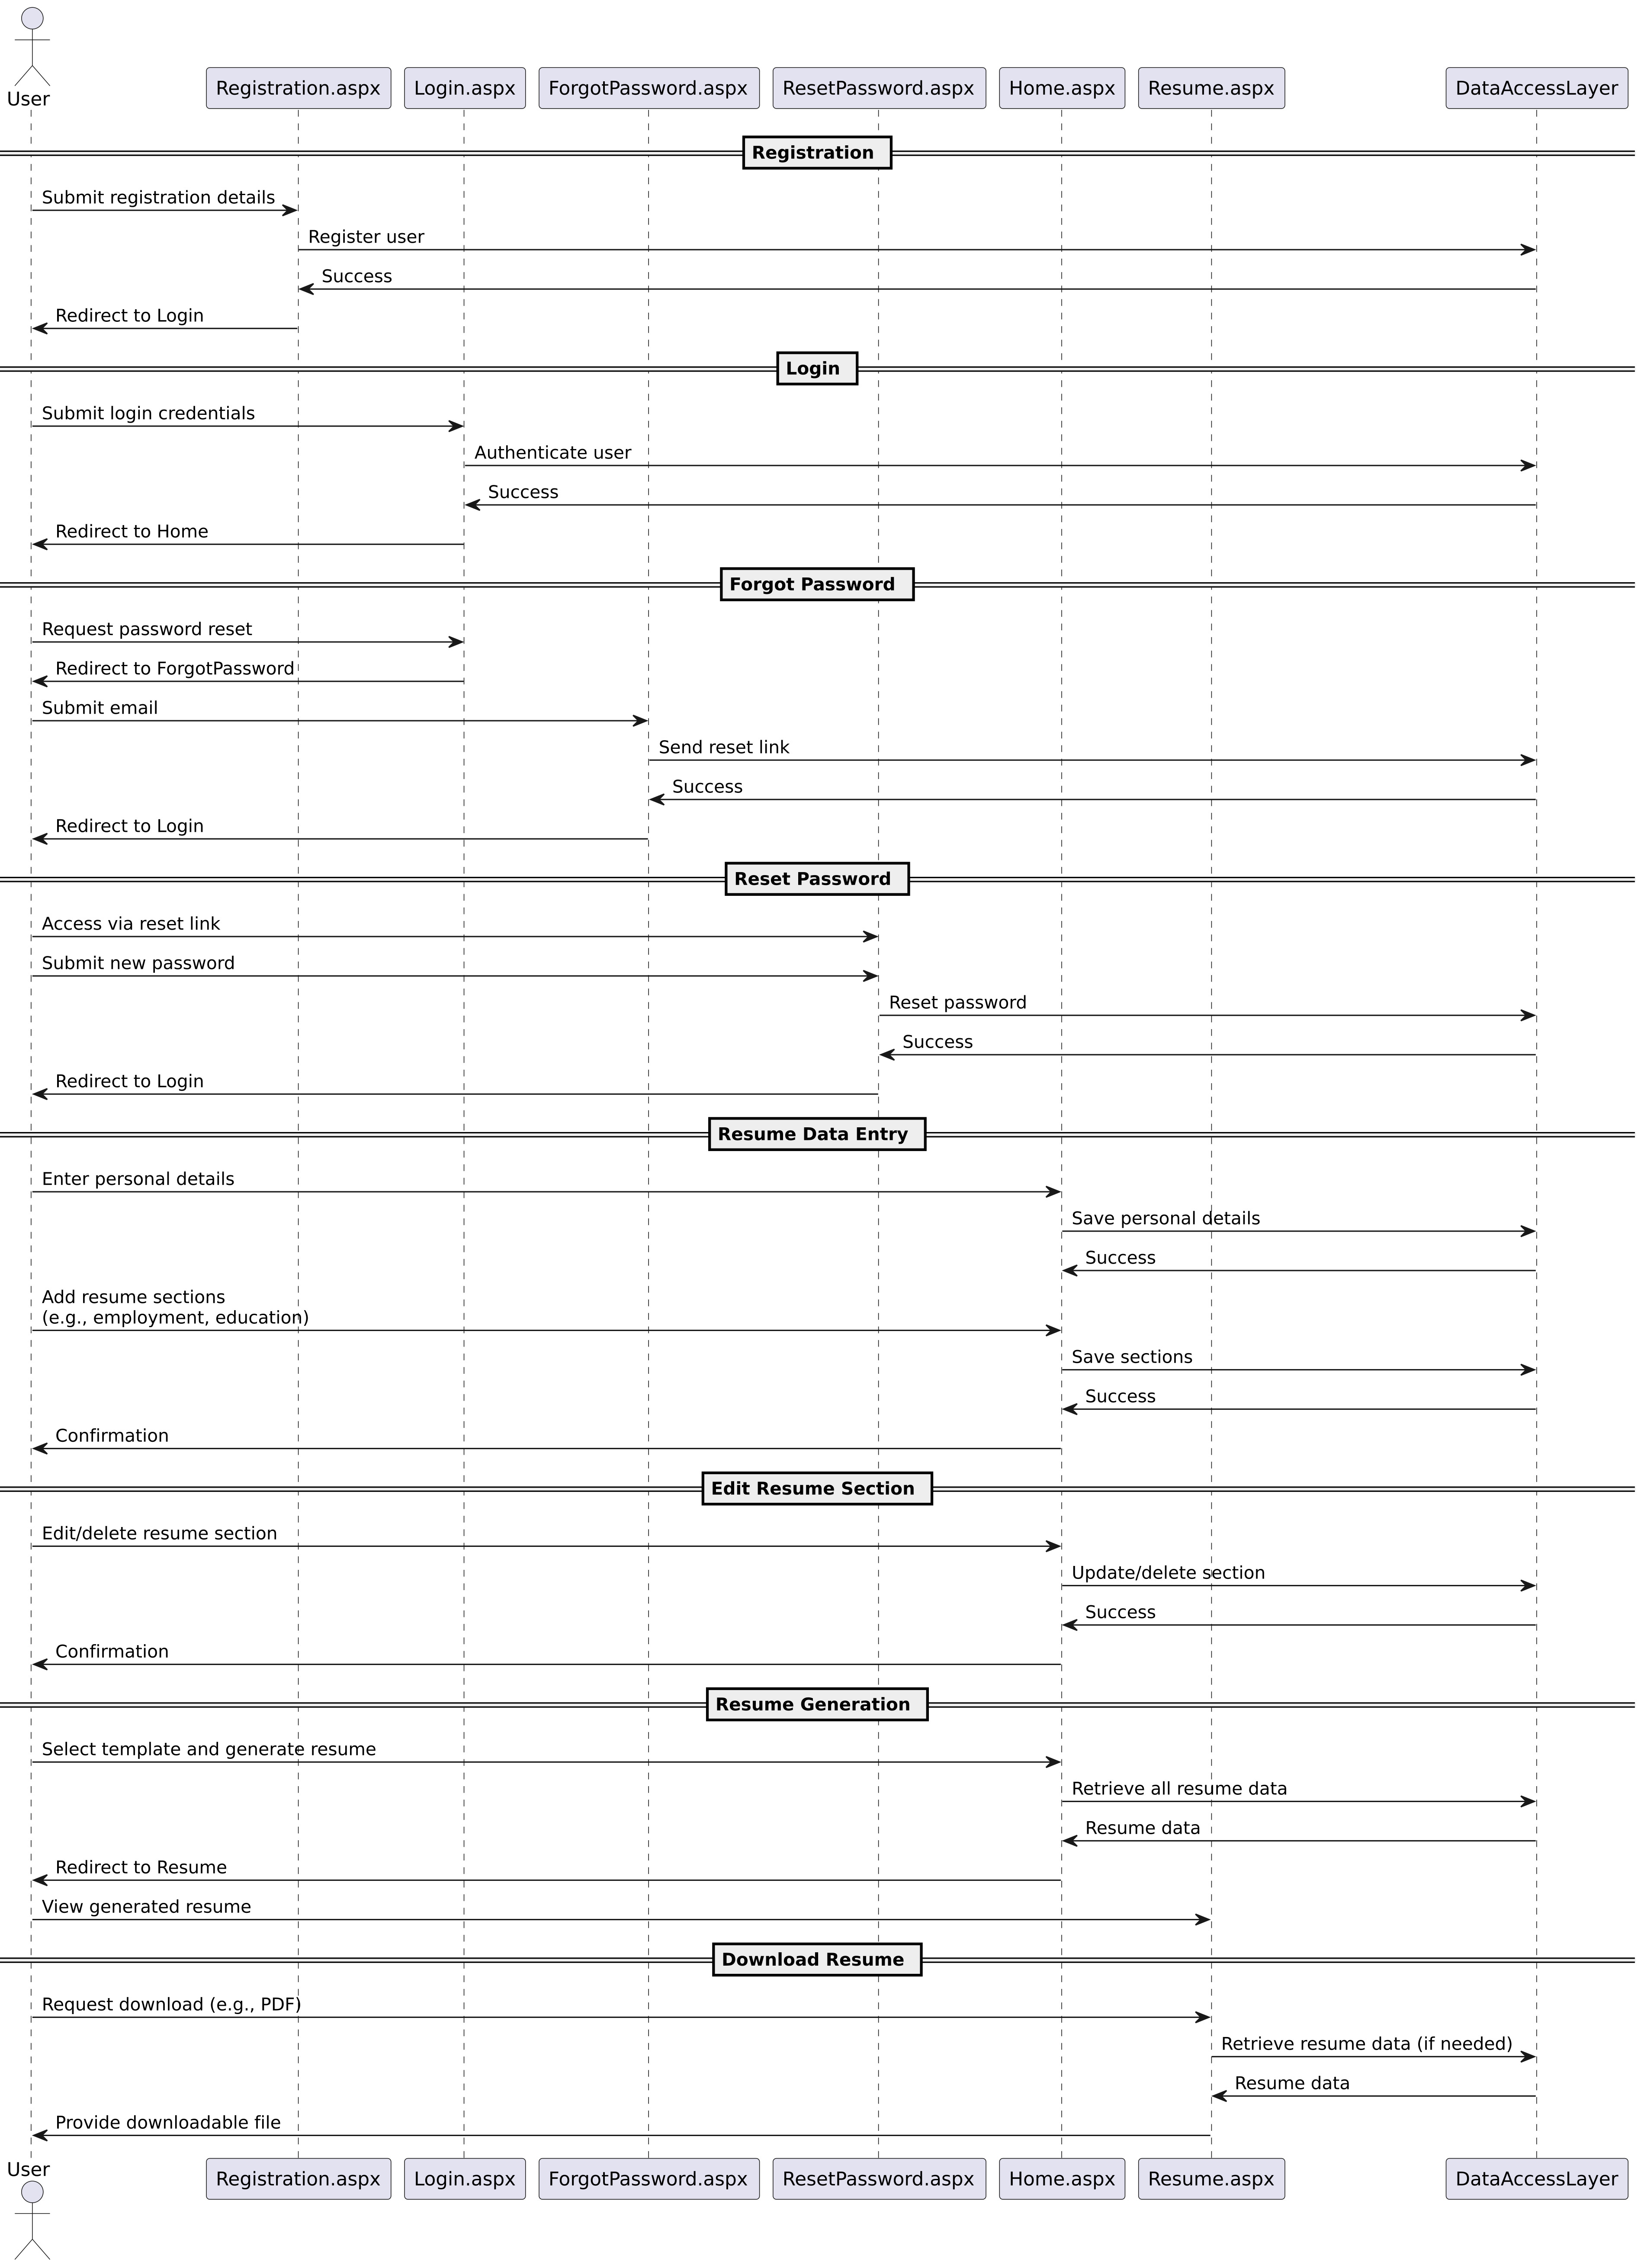 User
Registration.aspx
Login.aspx
ForgotPassword.aspx
ResetPassword.aspx
Home.aspx
Resume.aspx
DataAccessLayer
Registration
Submit registration details
Register user
Success
Redirect to Login
Login
Submit login credentials
Authenticate user
Success
Redirect to Home
Forgot Password
Request password reset
Redirect to ForgotPassword
Submit email
Send reset link
Success
Redirect to Login
Reset Password
Access via reset link
Submit new password
Reset password
Success
Redirect to Login
Resume Data Entry
Enter personal details
Save personal details
Success
Add resume sections
(e.g., employment, education)
Save sections
Success
Confirmation
Edit Resume Section
Edit/delete resume section
Update/delete section
Success
Confirmation
Resume Generation
Select template and generate resume
Retrieve all resume data
Resume data
Redirect to Resume
View generated resume
Download Resume
Request download (e.g., PDF)
Retrieve resume data (if needed)
Resume data
Provide downloadable file
User
Registration.aspx
Login.aspx
ForgotPassword.aspx
ResetPassword.aspx
Home.aspx
Resume.aspx
DataAccessLayer